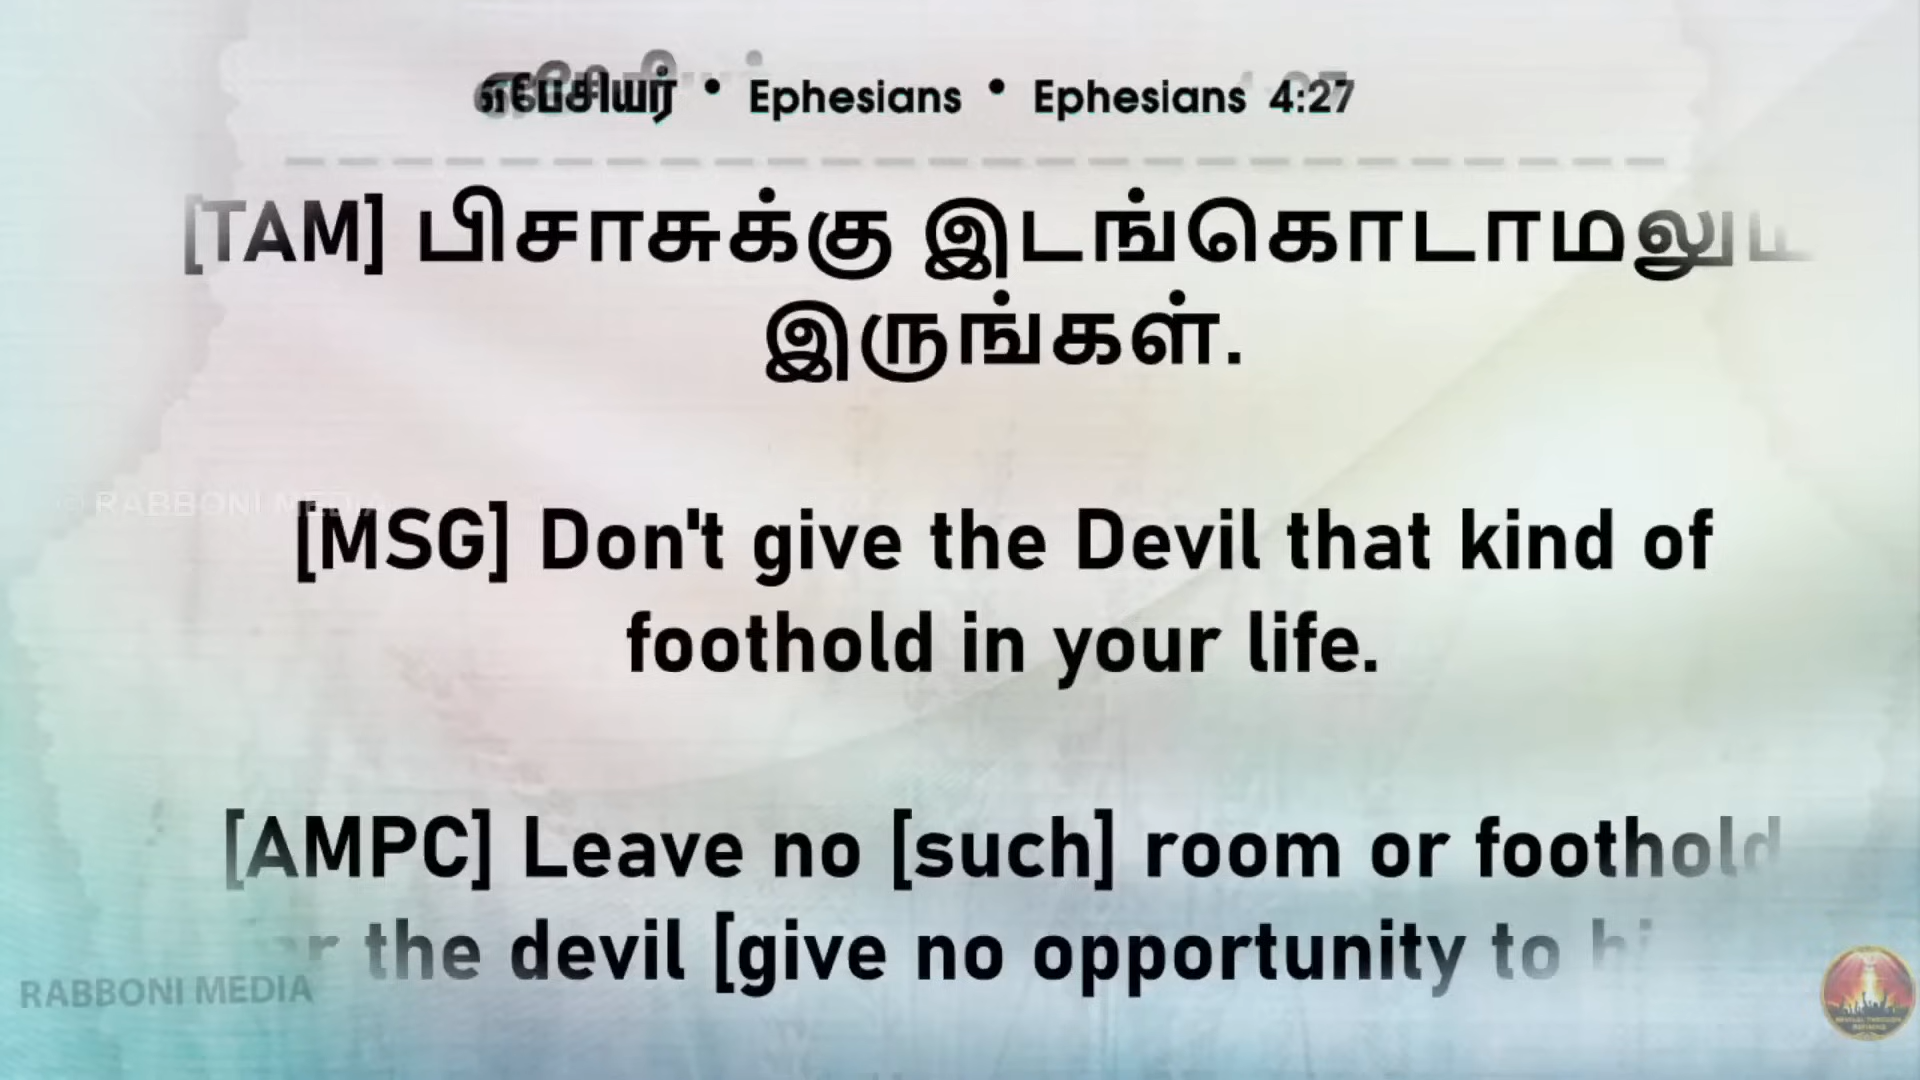 எபேசியர் • Ephesians • Ephesians 4:27
[TAM] பிசாசுக்கு இடங்கொடாமலும்
இருங்கள்.
© RABBONI MEDIA
[MSG] Don't give the Devil that kind of
foothold in your life.
[AMPC] Leave no [such] room or foothold
the devil [give no opportunity to
RABBONI MEDIA